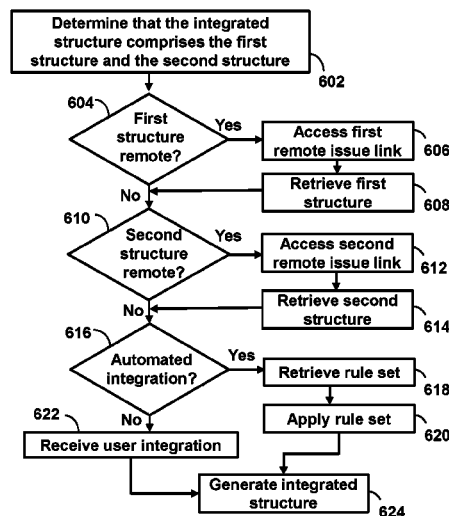 Determine that the integrated
structure comprises the first
structure and the second structure
602
604
First
structure
remote?
Yes
Access first
remote issue link
606
Retrieve first
structure
608
No
610
Second
structure
remote?
Yes
Access second
remote issue link
612
Retrieve second
structure
614
No
616
Automated
integration?
Yes
Retrieve rule set
618
Apply rule set
620
No
622
Receive user integration
Generate integrated
structure
624